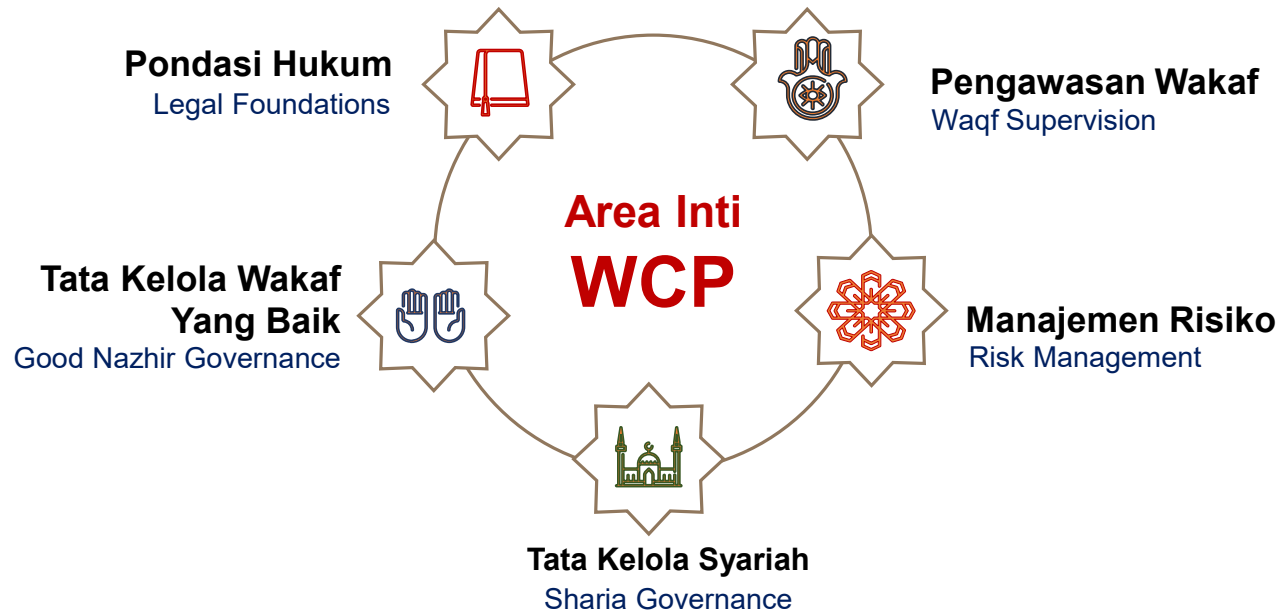 Pondasi Hukum
Legal Foundations
Pengawasan Wakaf
Waqf Supervision
Area Inti
WCP
Tata Kelola Wakaf
Yang Baik
Good Nazhir Governance
Manajemen Risiko
Risk Management
Tata Kelola Syariah
Sharia Governance